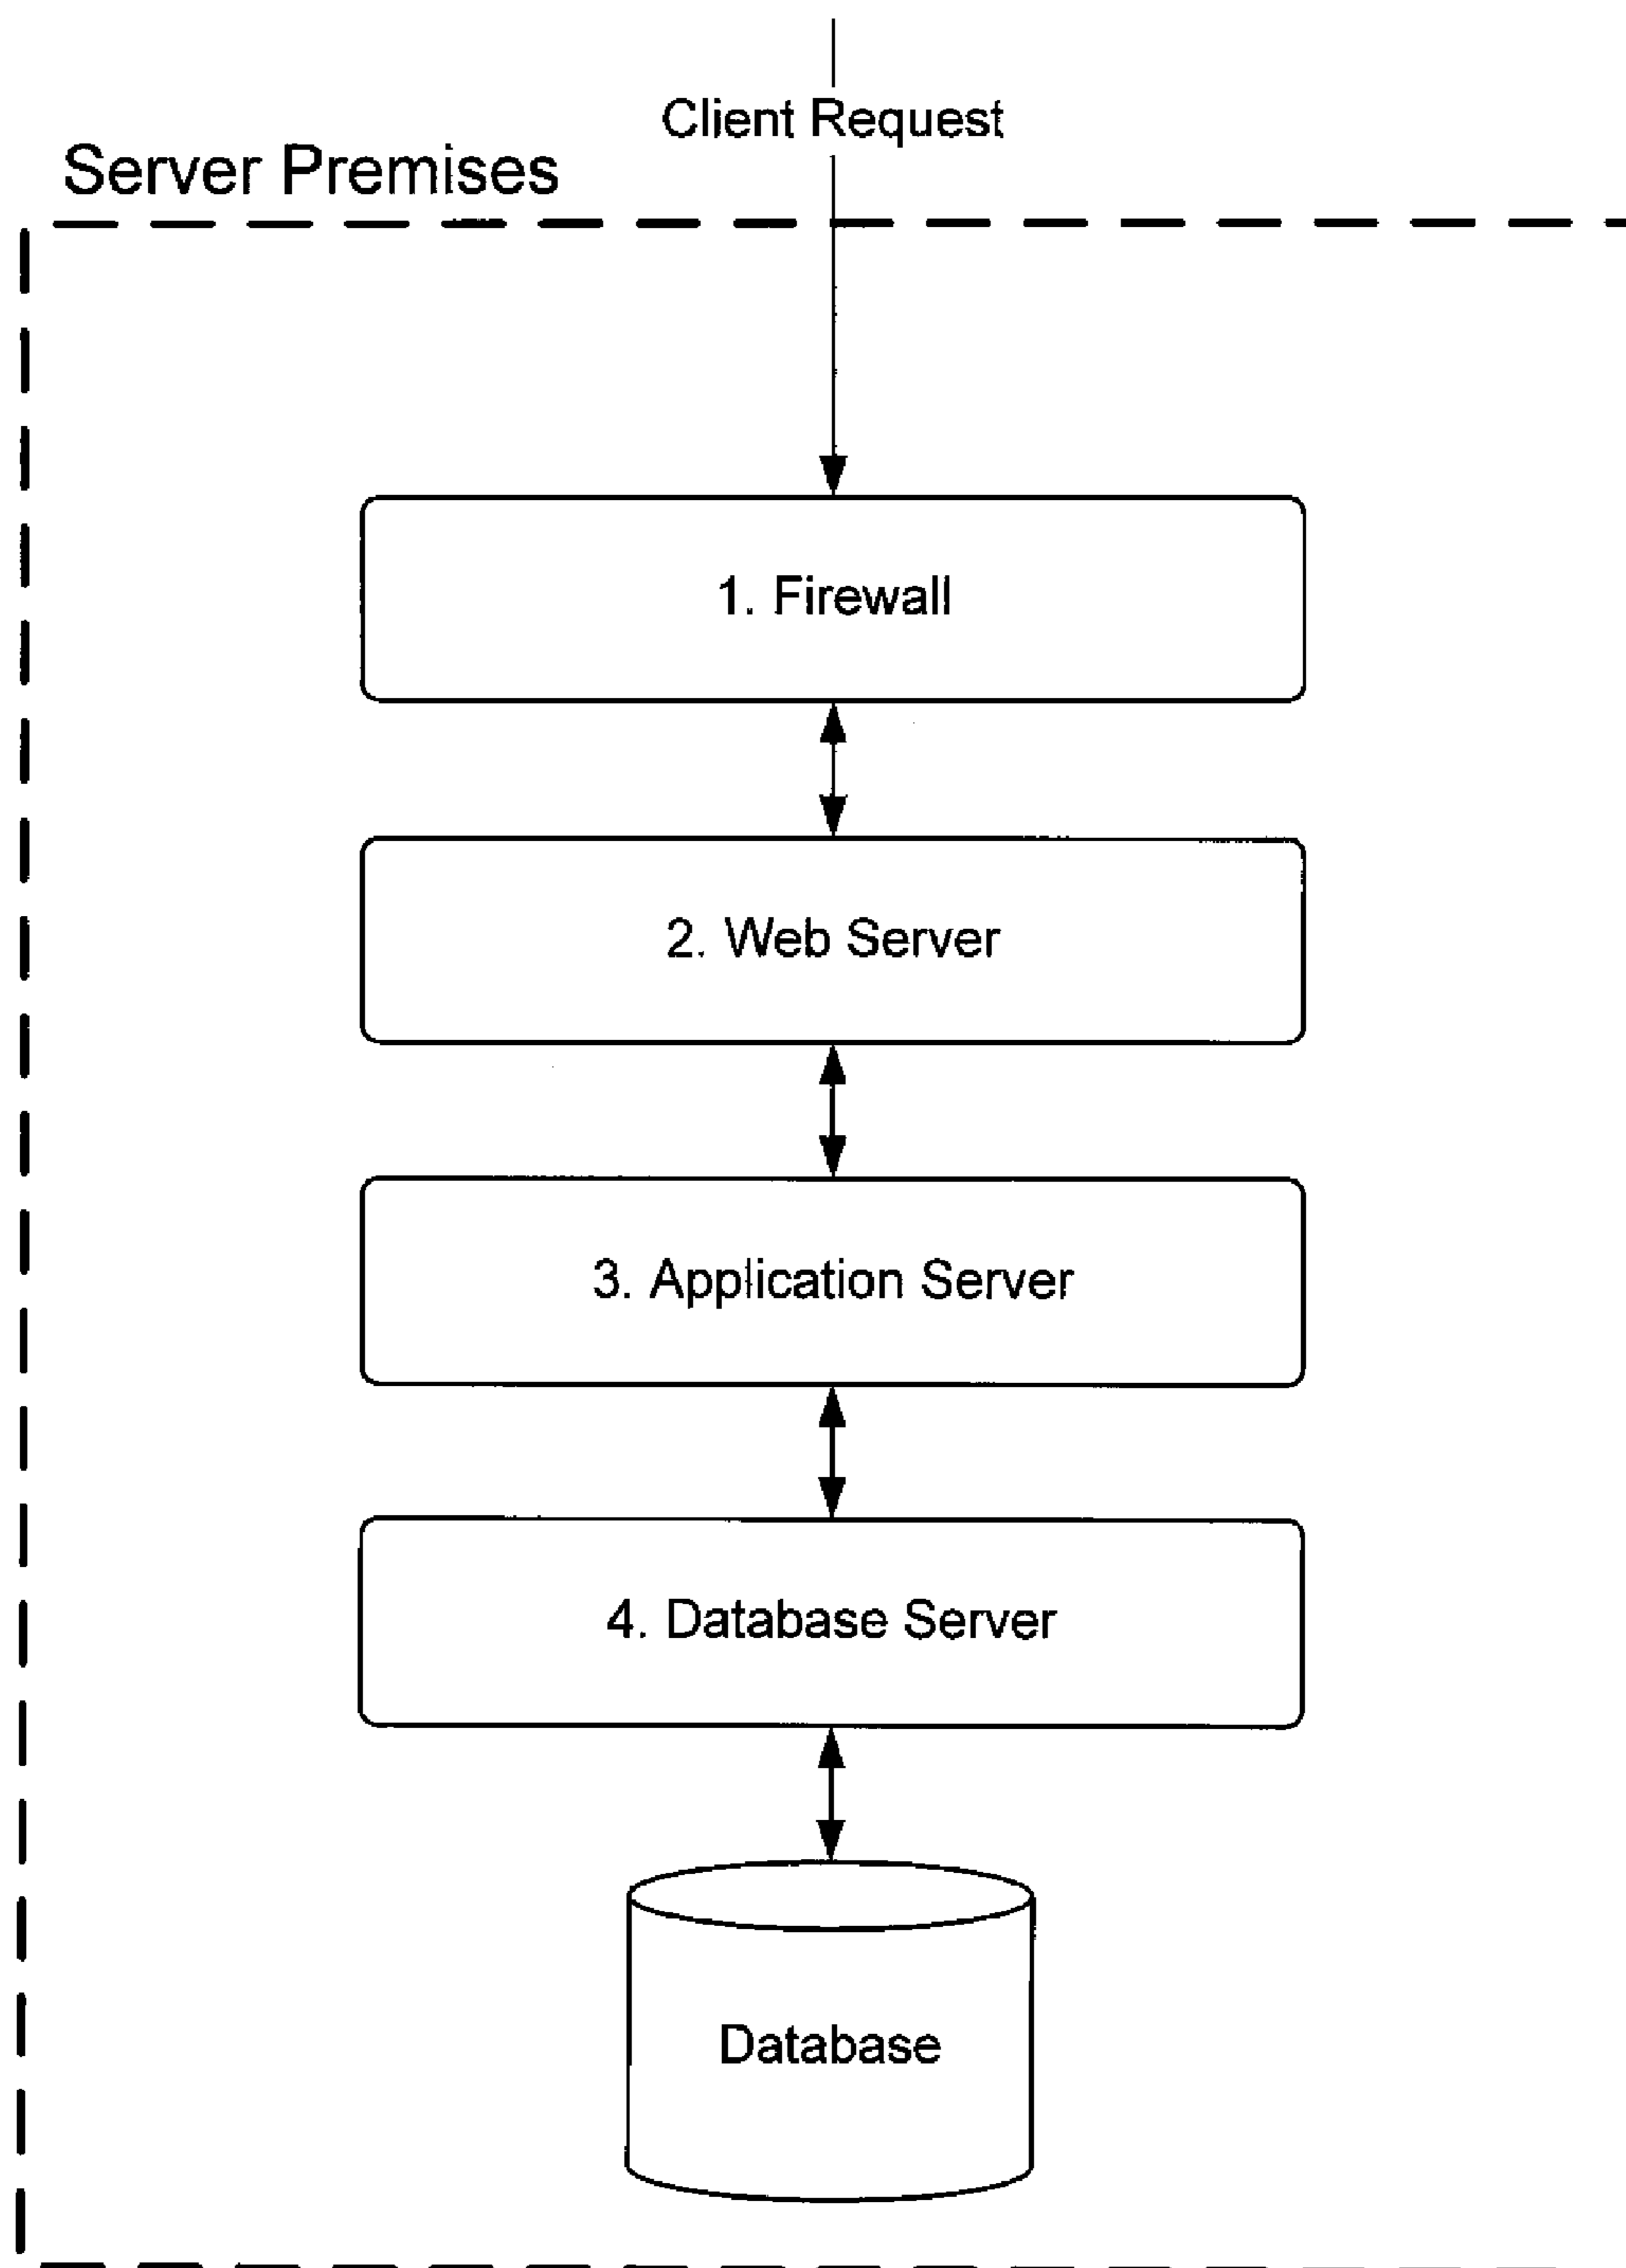 Client Request
Server Premises
1. Firewall
2. Web Server
3. Application Server
4. Database Server
Database